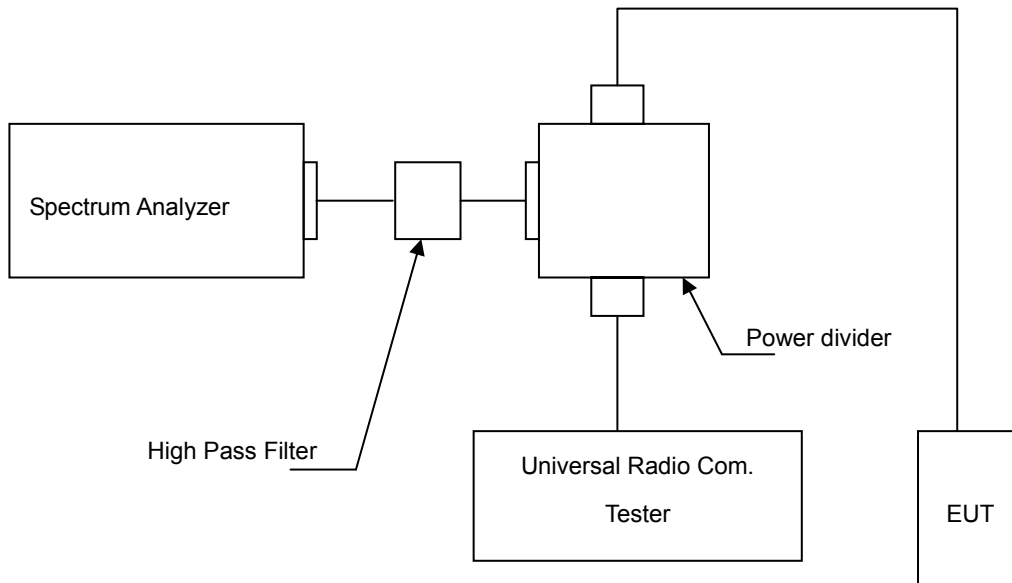 Spectrum Analyzer
Power divider
High Pass Filter
Universal Radio Com.
Tester
EUT